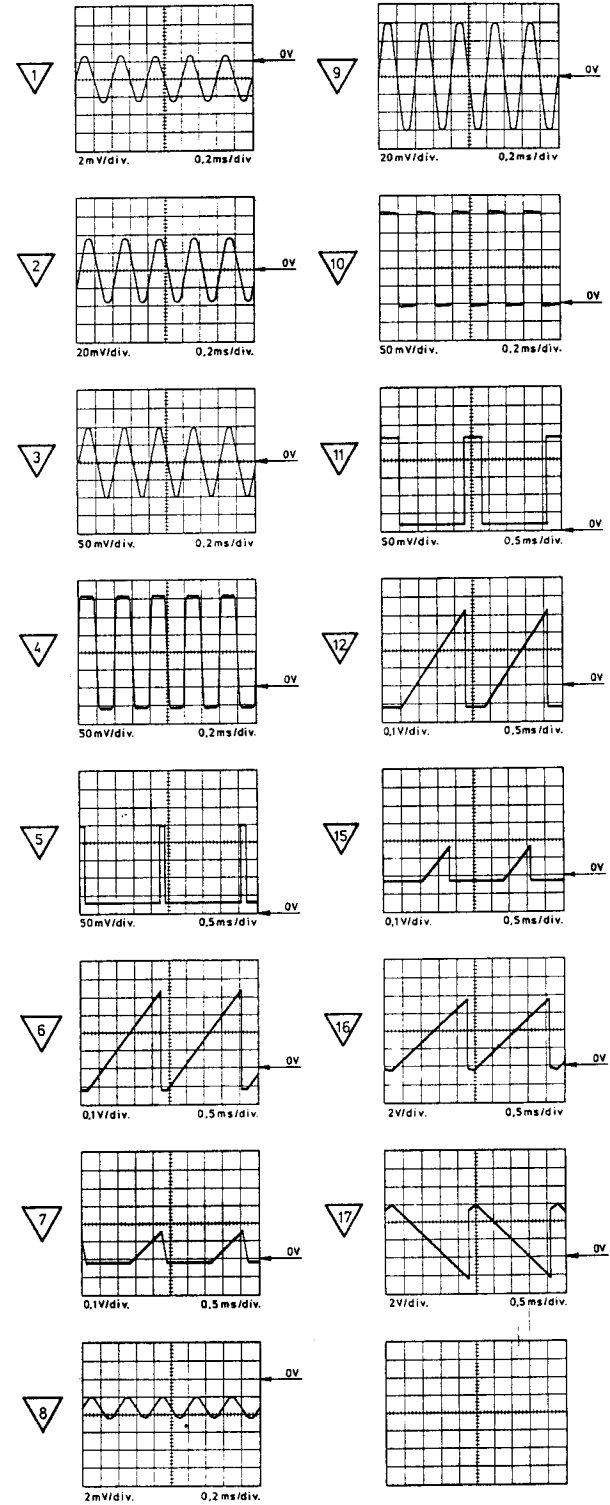 1
0V
2mV/div. 0,2ms/div.
2
0V
20mV/div. 0,2ms/div.
3
0V
50mV/div. 0,2ms/div.
4
0V
50mV/div. 0,2ms/div.
5
0V
50mV/div. 0,5ms/div.
6
0V
0,1V/div. 0,5ms/div.
7
0V
0,1V/div. 0,5ms/div.
8
0V
2mV/div. 0,2ms/div.
9
0V
20mV/div. 0,2ms/div.
10
0V
50mV/div. 0,2ms/div.
11
0V
50mV/div. 0,5ms/div.
12
0V
0,1V/div. 0,5ms/div.
15
0V
0,1V/div. 0,5ms/div.
16
0V
2V/div. 0,5ms/div.
17
0V
2V/div. 0,5ms/div.